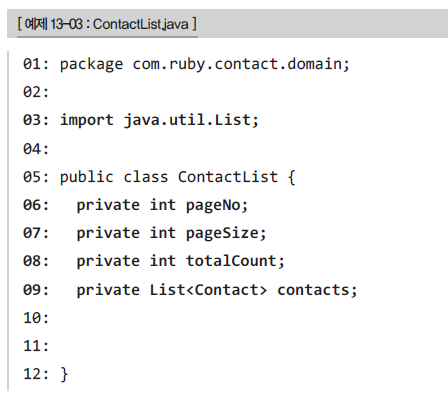 [ 예제 13-03 : ContactList.java ]
01: package com.ruby.contact.domain;
02:
03: import java.util.List;
04:
05: public class ContactList {
06:   private int pageNo;
07:   private int pageSize;
08:   private int totalCount;
09:   private List<Contact> contacts;
10:
11:
12: }